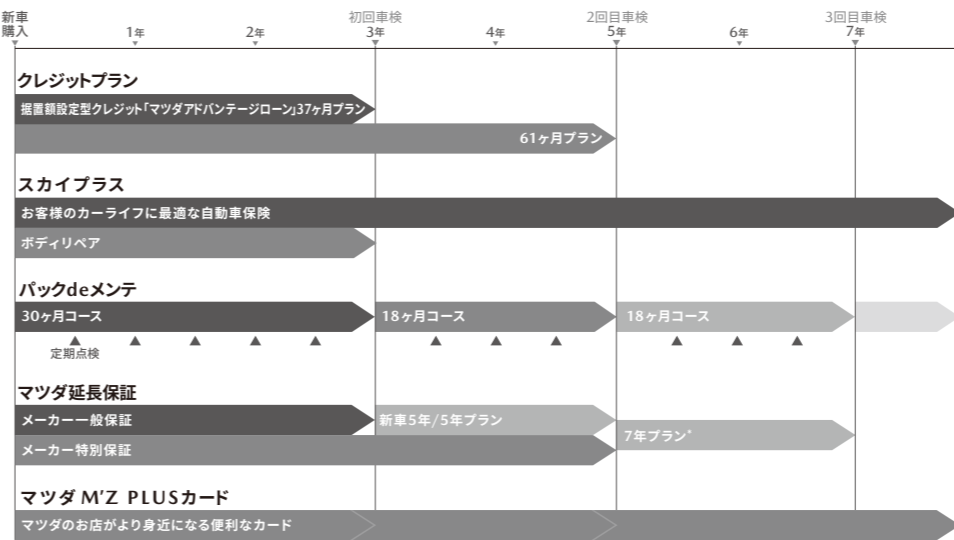 新車
購入
初回車検
2回目車検
3回目車検
1年
2年
3年
4年
5年
6年
7年
クレジットプラン
据置額設定型クレジット「マツダアドバンテージローン」37ヶ月プラン
61ヶ月プラン
スカイプラス
お客様のカーライフに最適な自動車保険
ボディリペア
パックdeメンテ
30ヶ月コース
18ヶ月コース
18ヶ月コース
定期点検
マツダ延長保証
メーカー一般保証
新車5年/5年プラン
7年プラン*
メーカー特別保証
マツダ M'Z PLUSカード
マツダのお店がより身近になる便利なカード